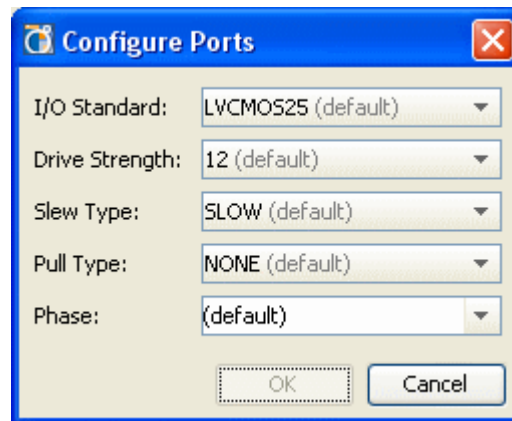 Configure Ports
I/O Standard: LVCMOS25 (default)
Drive Strength: 12 (default)
Slew Type: SLOW (default)
Pull Type: NONE (default)
Phase: (default)
OK Cancel